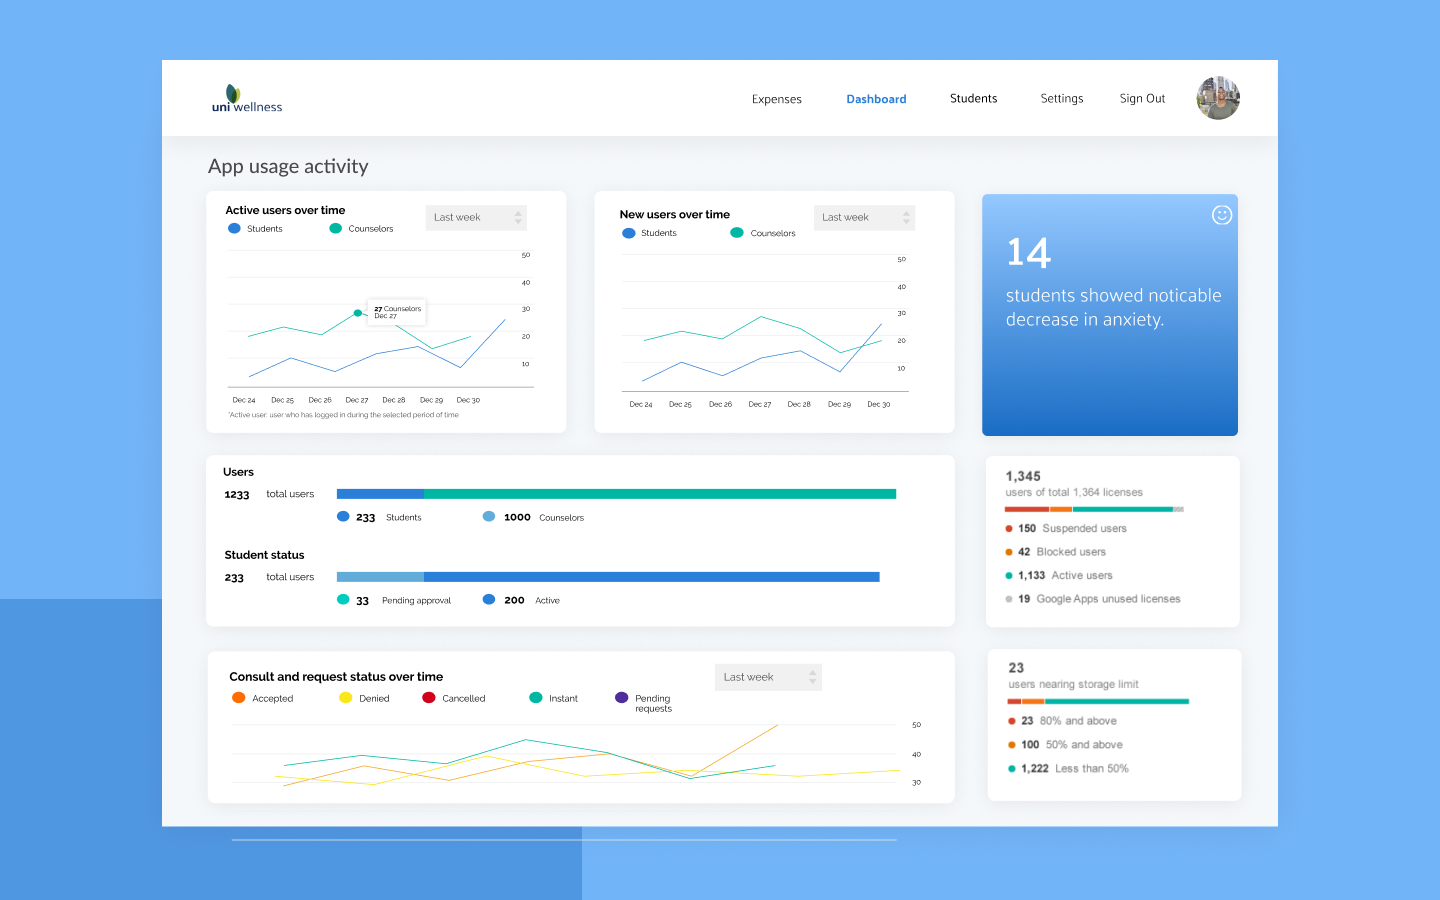 uni wellness
Expenses
Dashboard
Students
Settings
Sign Out
App usage activity
Active users over time
Last week
Students
Counselors
50
40
30
20
10
27 Counselors
Dec 27
Dec 24 Dec 25 Dec 26 Dec 27 Dec 28 Dec 29 Dec 30
*Active user: user who has logged in during the selected period of time
New users over time
Last week
Students
Counselors
50
40
30
20
10
Dec 24 Dec 25 Dec 26 Dec 27 Dec 28 Dec 29 Dec 30
14
students showed noticable
decrease in anxiety.
Users
1233 total users
233 Students
1000 Counselors
Student status
233 total users
33 Pending approval
200 Active
1,345
users of total 1,364 licenses
150 Suspended users
42 Blocked users
1,133 Active users
19 Google Apps unused licenses
Consult and request status over time
Last week
Accepted
Denied
Cancelled
Instant
Pending
requests
50
40
30
23
users nearing storage limit
23 80% and above
100 50% and above
1,222 Less than 50%